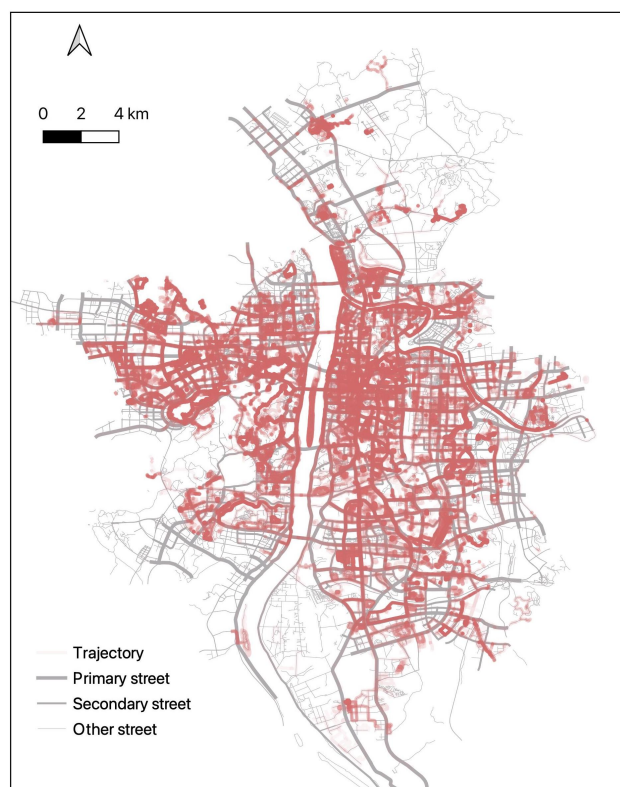 0 2 4 km
Trajectory
Primary street
Secondary street
Other street